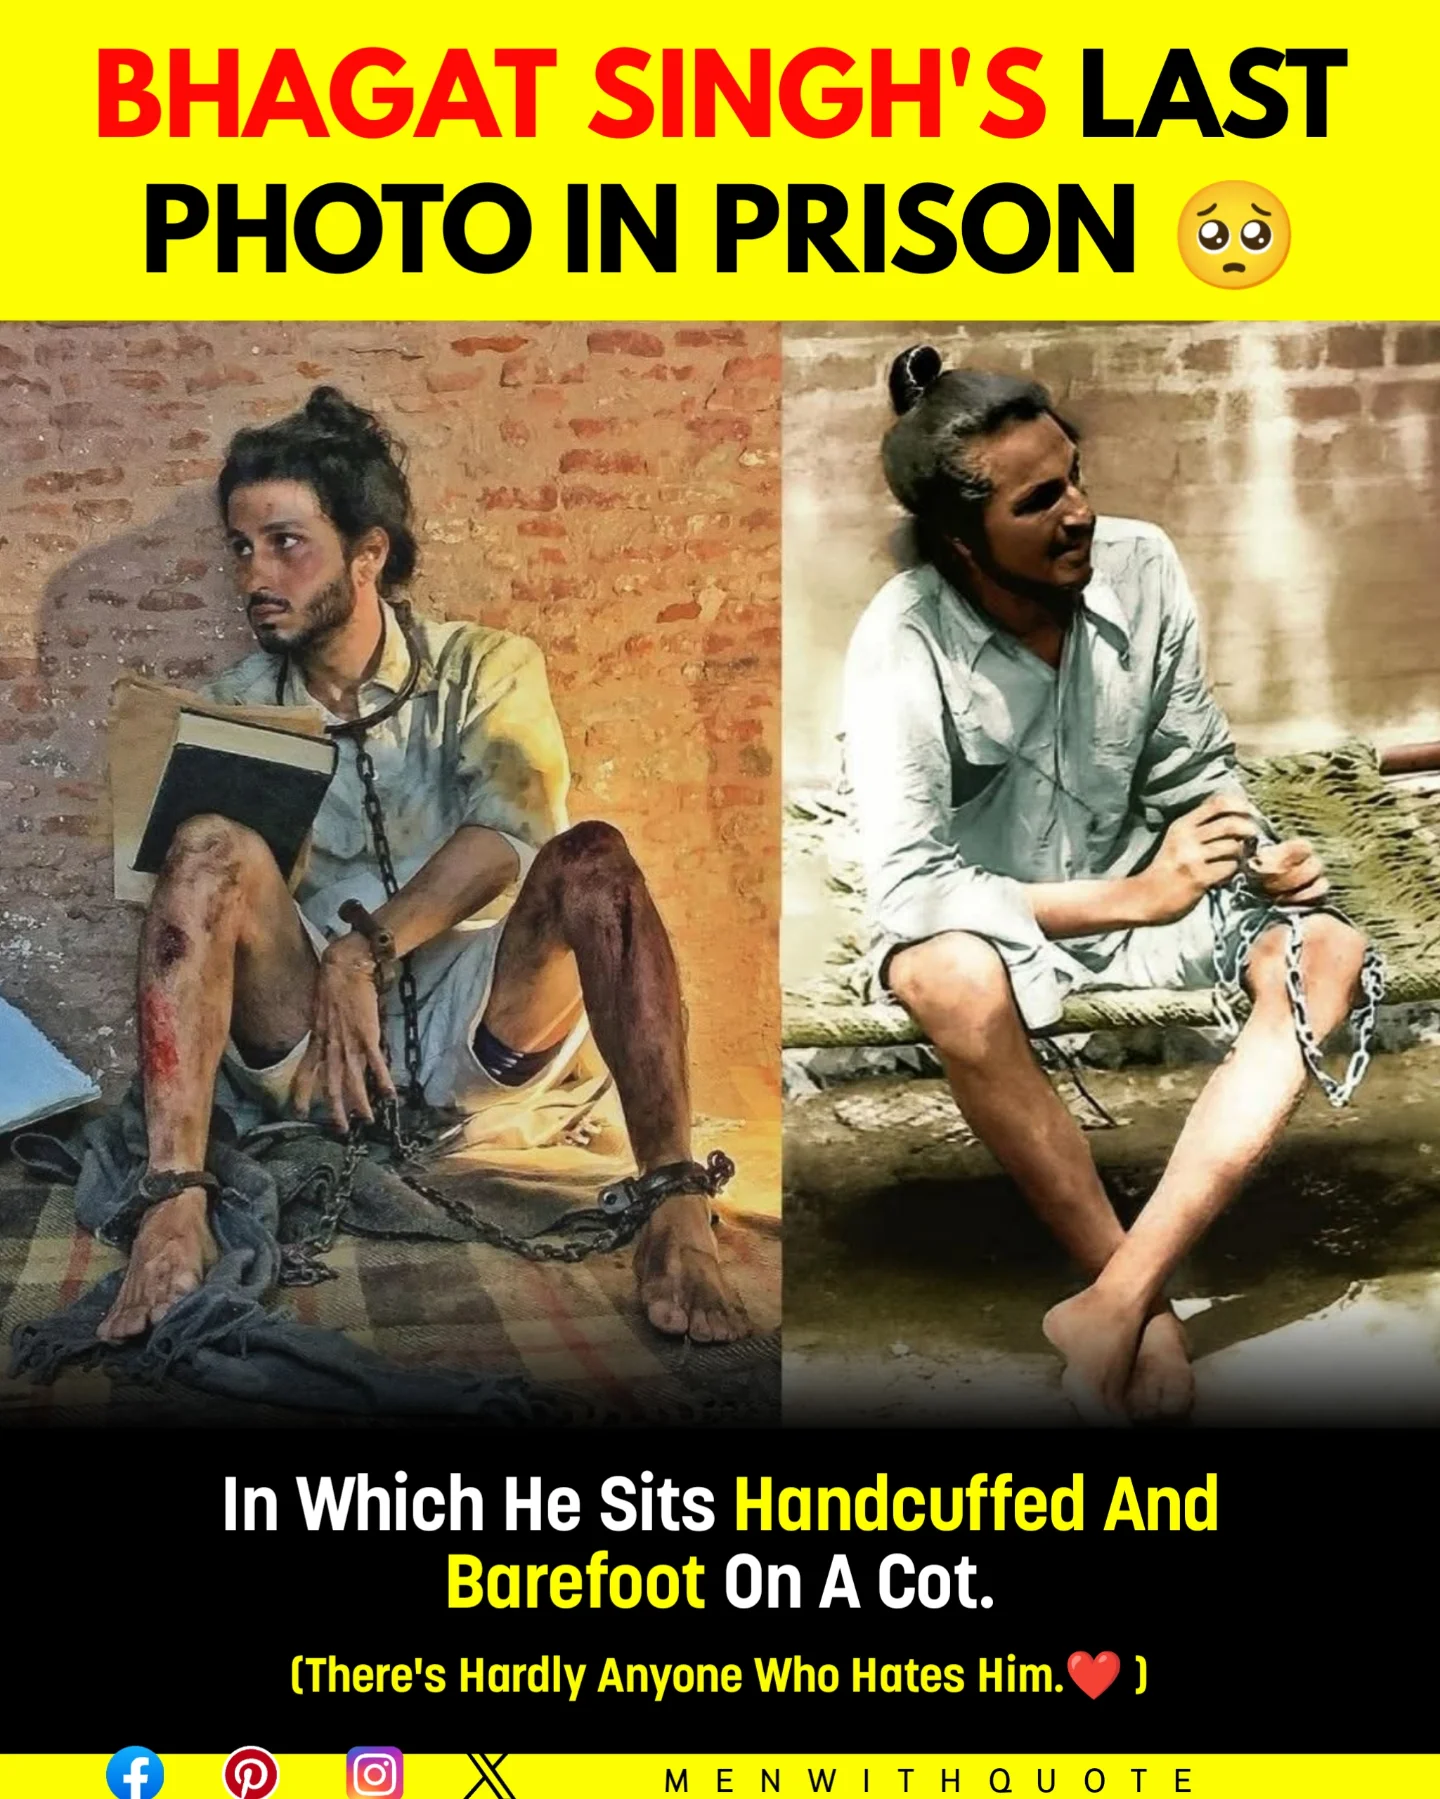 BHAGAT SINGH'S LAST
PHOTO IN PRISON 🥺
In Which He Sits Handcuffed And
Barefoot On A Cot.
(There's Hardly Anyone Who Hates Him.❤️ )
MENWITHQUOTE